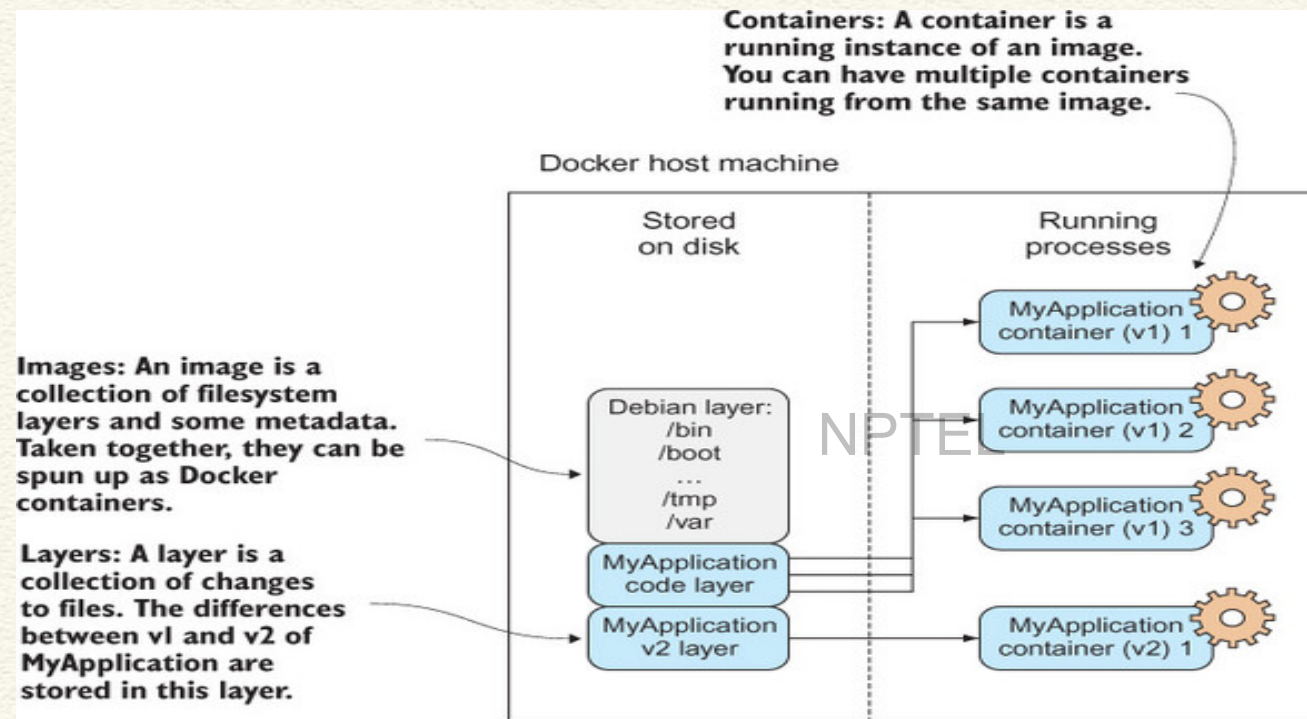 Containers: A container is a
running instance of an image.
You can have multiple containers
running from the same image.
Docker host machine
Stored
on disk
Running
processes
MyApplication
container (v1) 1
Images: An image is a
collection of filesystem
layers and some metadata.
Taken together, they can be
spun up as Docker
containers.
Debian layer:
/bin
/boot
...
/tmp
/var
NPTEL
MyApplication
container (v1) 2
MyApplication
container (v1) 3
Layers: A layer is a
collection of changes
to files. The differences
between v1 and v2 of
MyApplication are
stored in this layer.
MyApplication
code layer
MyApplication
v2 layer
MyApplication
container (v2) 1